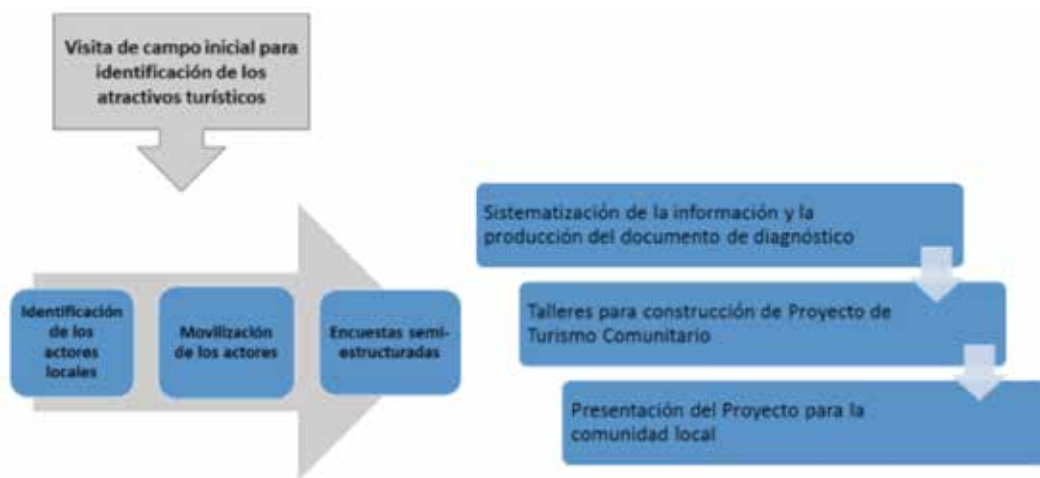 Visita de campo inicial para
identificación de los
atractivos turísticos
Identificación
de los
actores
locales
Movilización
de los actores
Encuestas semi-
estructuradas
Sistematización de la información y la
producción del documento de diagnóstico
Talleres para construcción de Proyecto de
Turismo Comunitario
Presentación del Proyecto para la
comunidad local